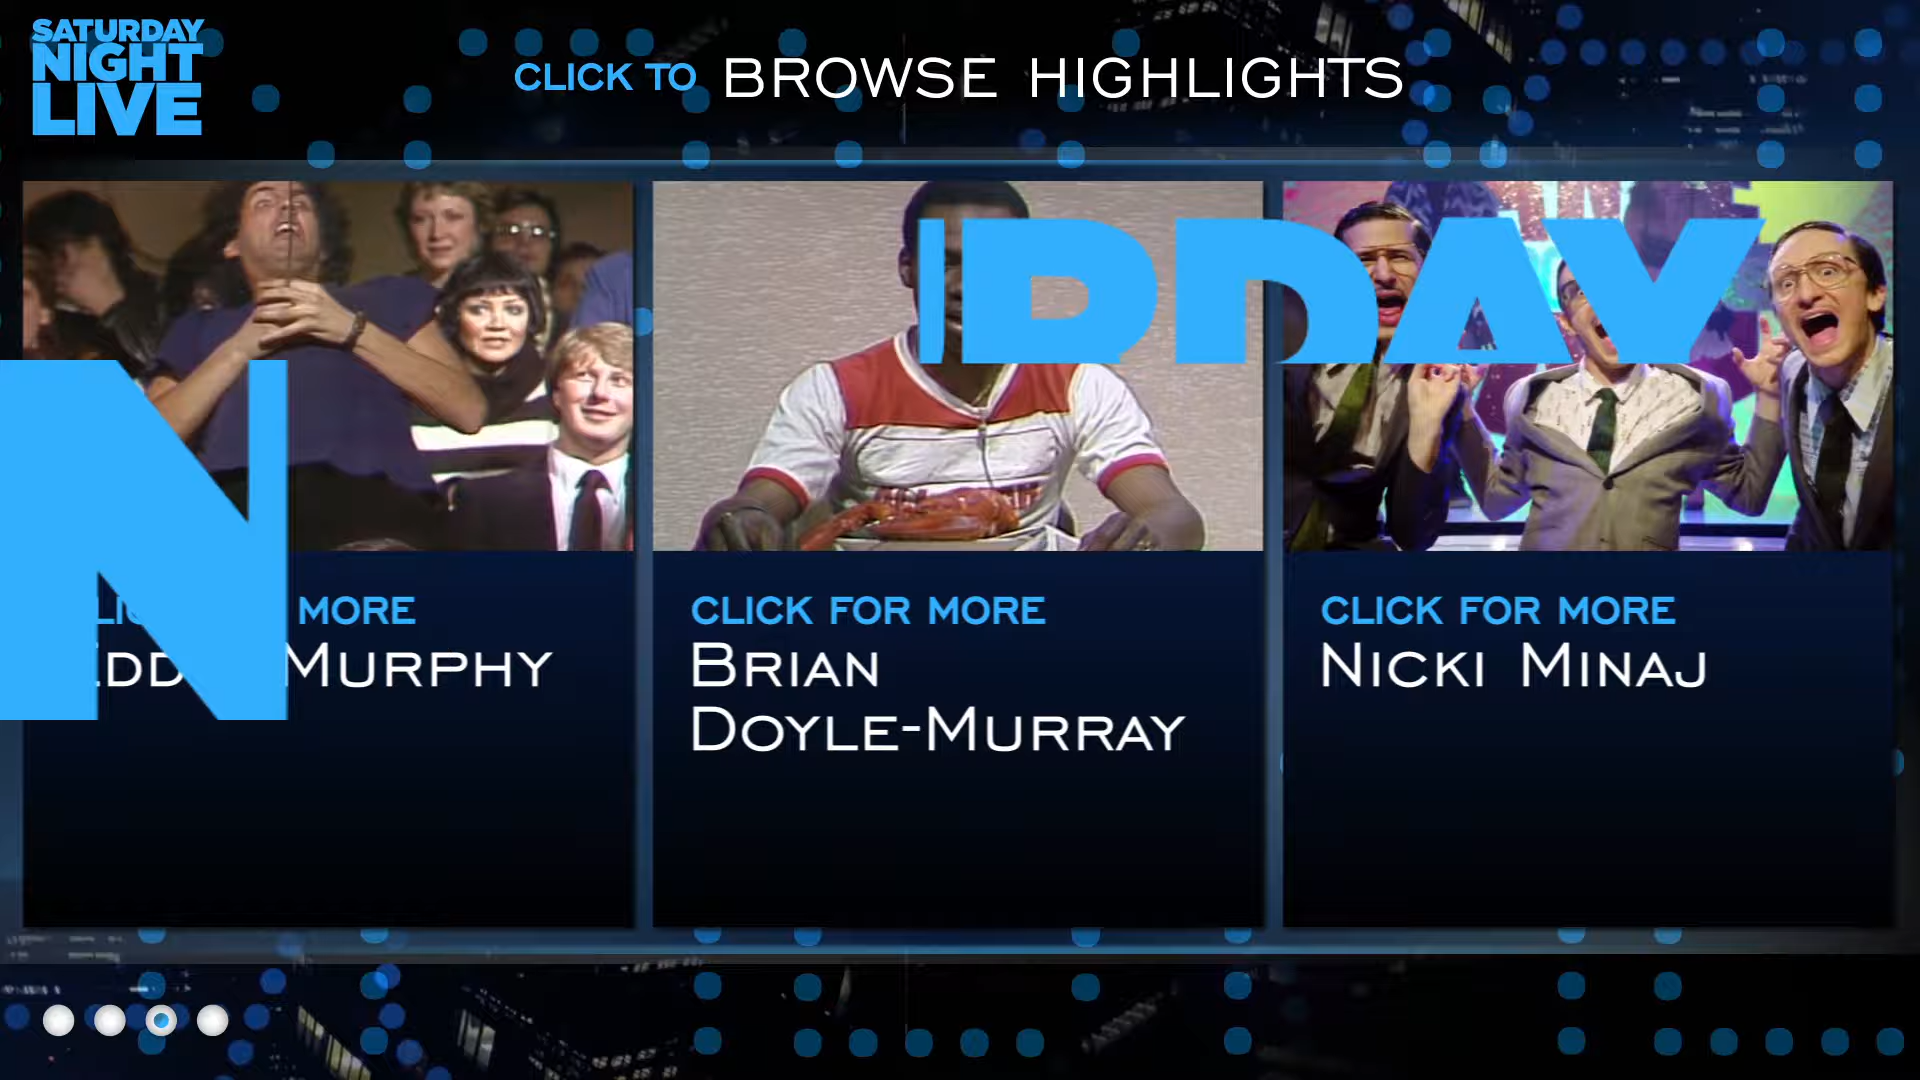 SATURDAY
NIGHT
LIVE
CLICK TO BROWSE HIGHLIGHTS
RDAY
N
MORE
MURPHY
CLICK FOR MORE
BRIAN
DOYLE-MURRAY
CLICK FOR MORE
NICKI MINAJ